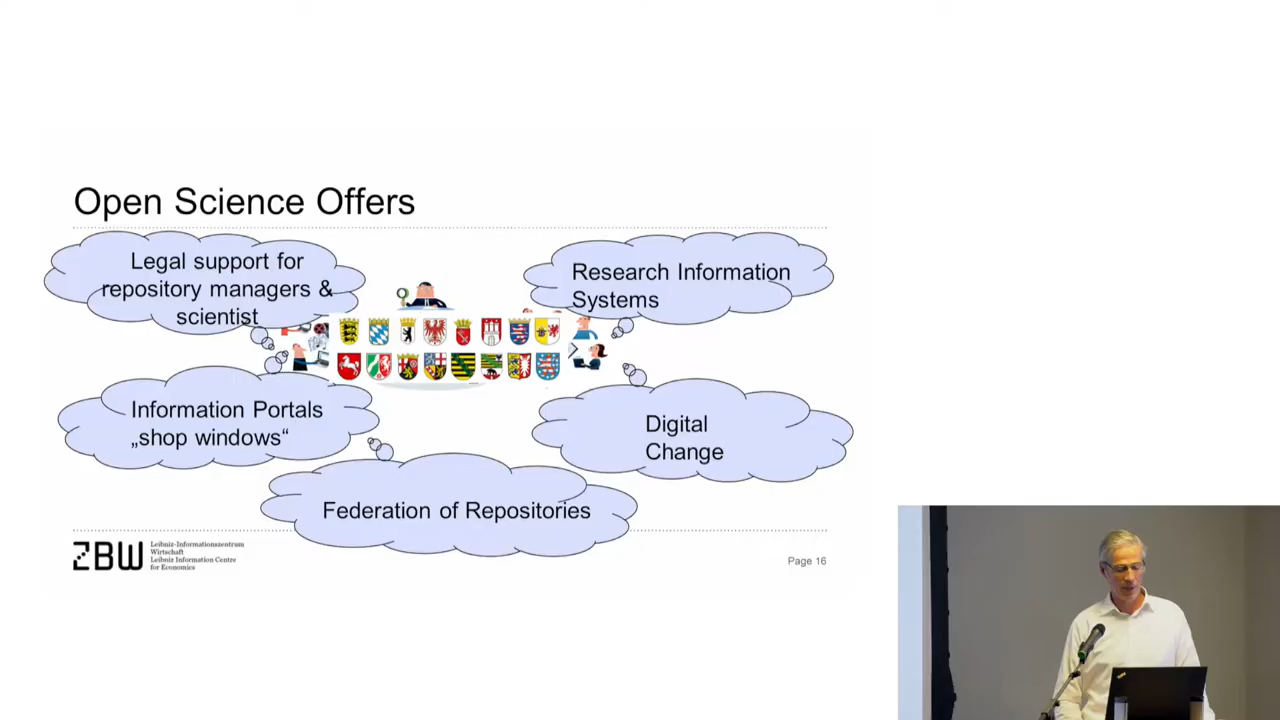 Open Science Offers
Legal support for
repository managers &
scientist
Research Information
Systems
Information Portals
„shop windows“
Digital
Change
Federation of Repositories
ZBW
Leibniz-Informationszentrum
Wirtschaft
Leibniz Information Centre
for Economics
Page 16